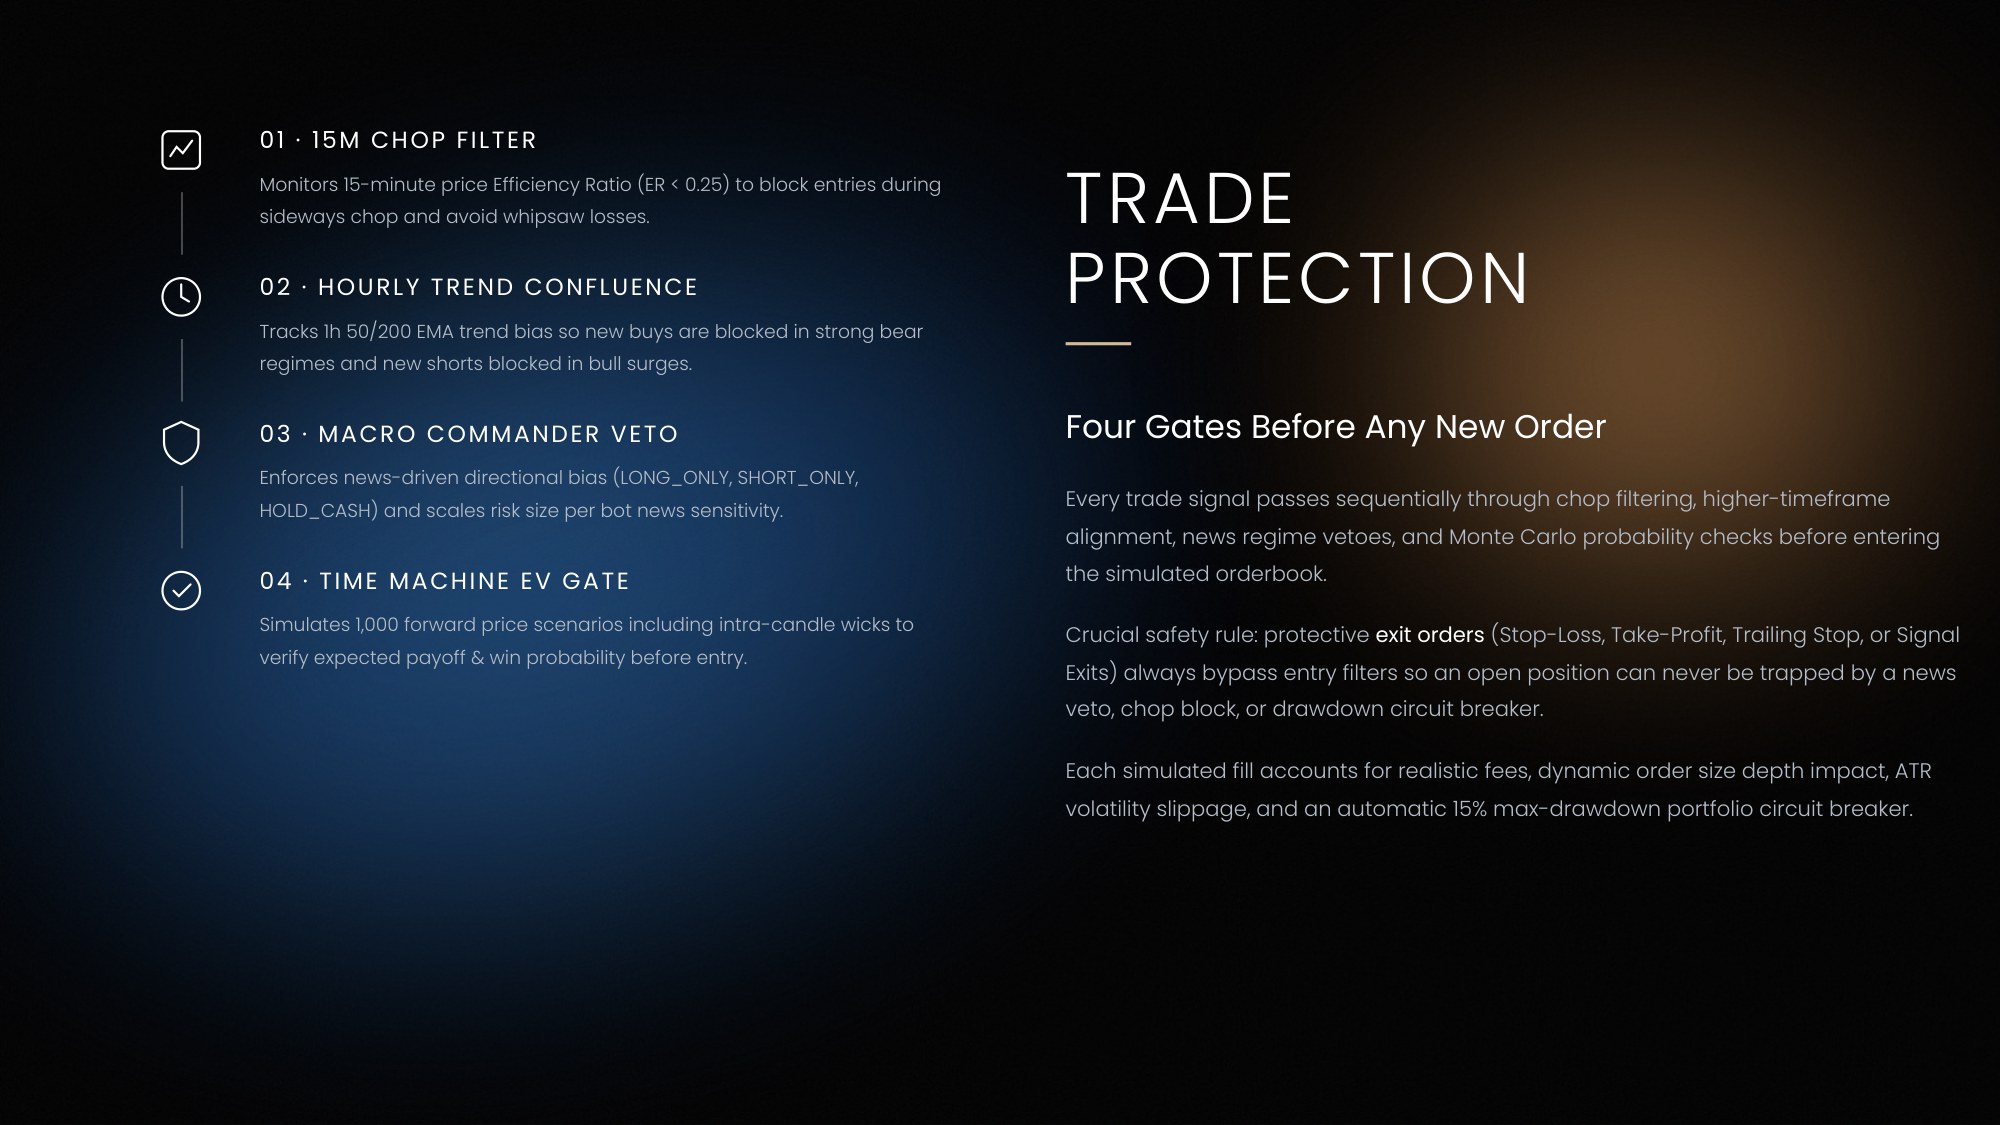 01 · 15M CHOP FILTER
Monitors 15-minute price Efficiency Ratio (ER < 0.25) to block entries during
sideways chop and avoid whipsaw losses.
02 · HOURLY TREND CONFLUENCE
Tracks 1h 50/200 EMA trend bias so new buys are blocked in strong bear
regimes and new shorts blocked in bull surges.
03 · MACRO COMMANDER VETO
Enforces news-driven directional bias (LONG_ONLY, SHORT_ONLY,
HOLD_CASH) and scales risk size per bot news sensitivity.
04 · TIME MACHINE EV GATE
Simulates 1,000 forward price scenarios including intra-candle wicks to
verify expected payoff & win probability before entry.
TRADE
PROTECTION
Four Gates Before Any New Order
Every trade signal passes sequentially through chop filtering, higher-timeframe
alignment, news regime vetoes, and Monte Carlo probability checks before entering
the simulated orderbook.
Crucial safety rule: protective exit orders (Stop-Loss, Take-Profit, Trailing Stop, or Signal
Exits) always bypass entry filters so an open position can never be trapped by a news
veto, chop block, or drawdown circuit breaker.
Each simulated fill accounts for realistic fees, dynamic order size depth impact, ATR
volatility slippage, and an automatic 15% max-drawdown portfolio circuit breaker.